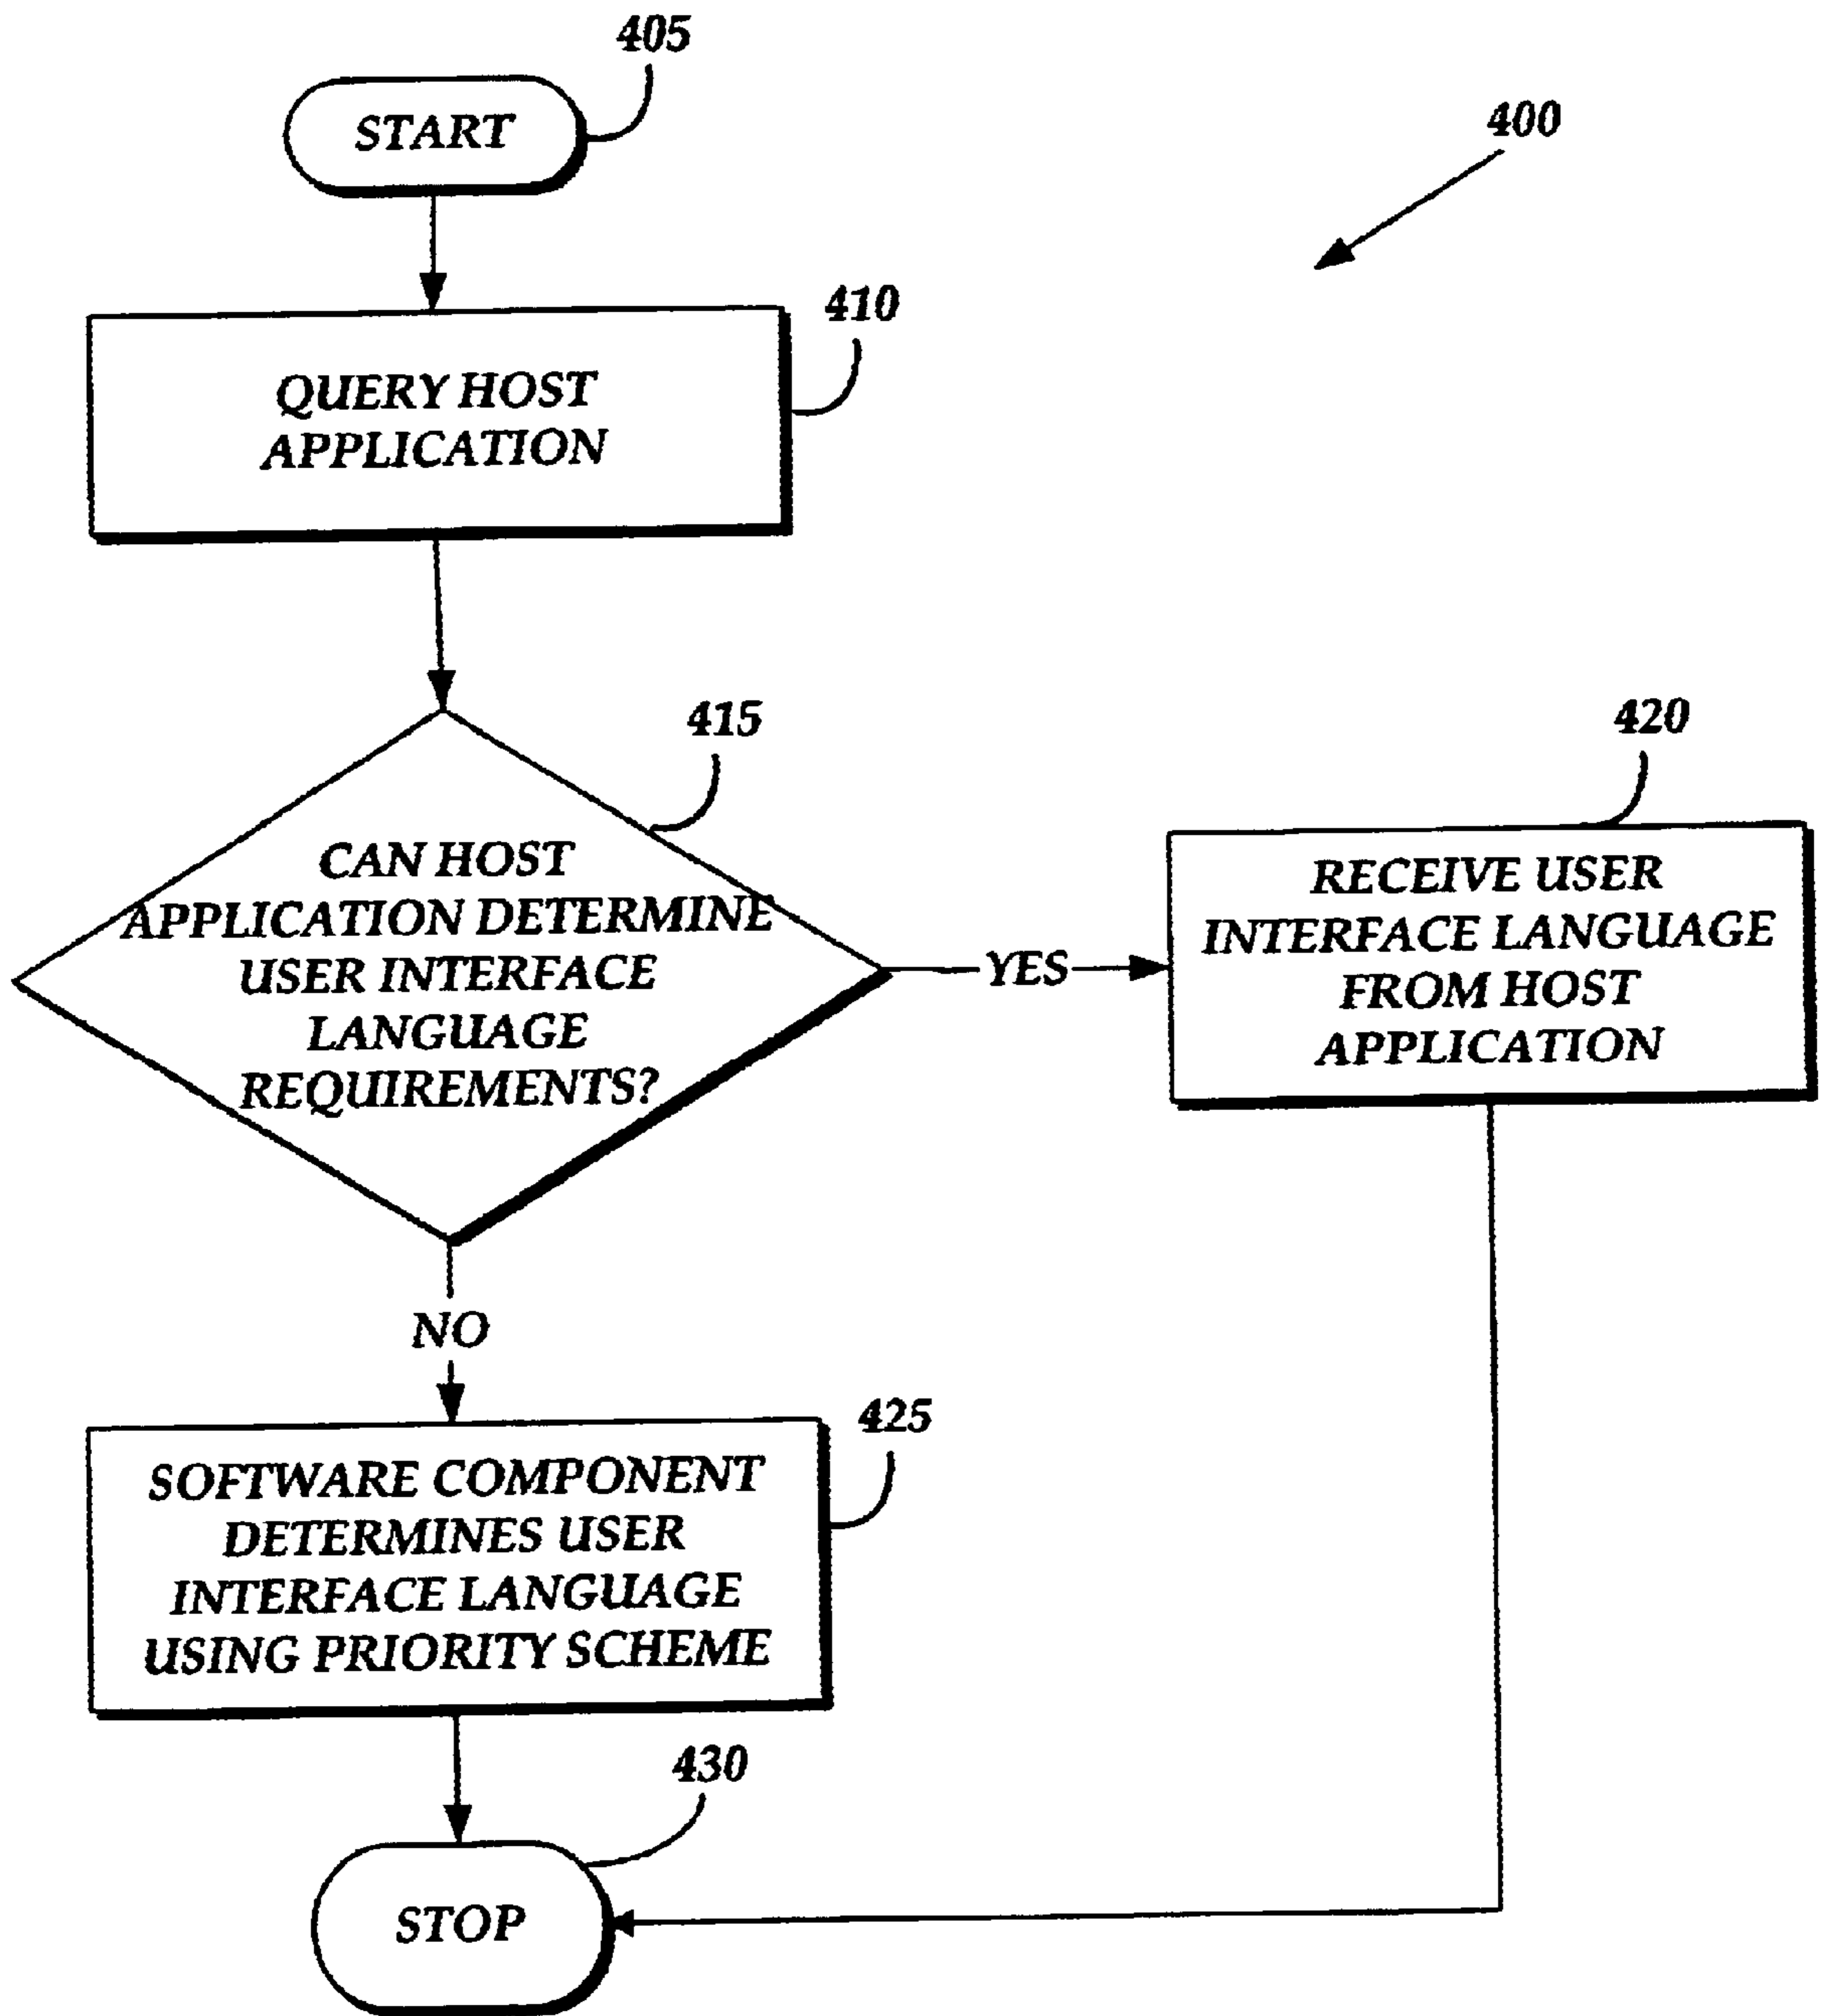 405
START
400
410
QUERY HOST
APPLICATION
415
CAN HOST
APPLICATION DETERMINE
USER INTERFACE
LANGUAGE
REQUIREMENTS?
YES
420
RECEIVE USER
INTERFACE LANGUAGE
FROM HOST
APPLICATION
NO
425
SOFTWARE COMPONENT
DETERMINES USER
INTERFACE LANGUAGE
USING PRIORITY SCHEME
430
STOP